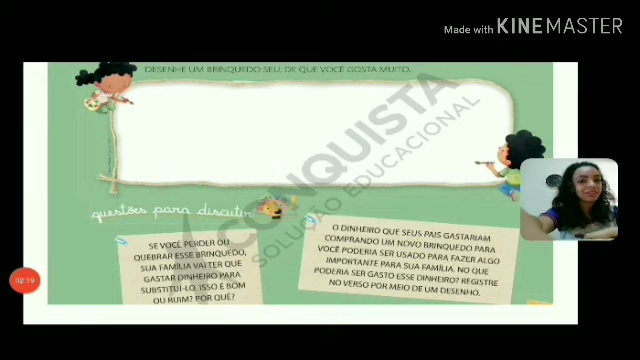 Made with KINEMASTER
DESENHE UM BRINQUEDO SEU, DE QUE VOCÊ GOSTA MUITO.
CONQUISTA
SOLUÇÃO EDUCACIONAL
questões para discutir
SE VOCÊ PERDER OU
QUEBRAR ESSE BRINQUEDO,
SUA FAMÍLIA VAI TER QUE
GASTAR DINHEIRO PARA
SUBSTITUÍ-LO. ISSO É BOM
OU RUIM? POR QUÊ?
O DINHEIRO QUE SEUS PAIS GASTARIAM
COMPRANDO UM NOVO BRINQUEDO PARA
VOCÊ PODERIA SER USADO PARA FAZER ALGO
IMPORTANTE PARA SUA FAMÍLIA. NO QUE
PODERIA SER GASTO ESSE DINHEIRO? REGISTRE
NO VERSO POR MEIO DE UM DESENHO.
02:19